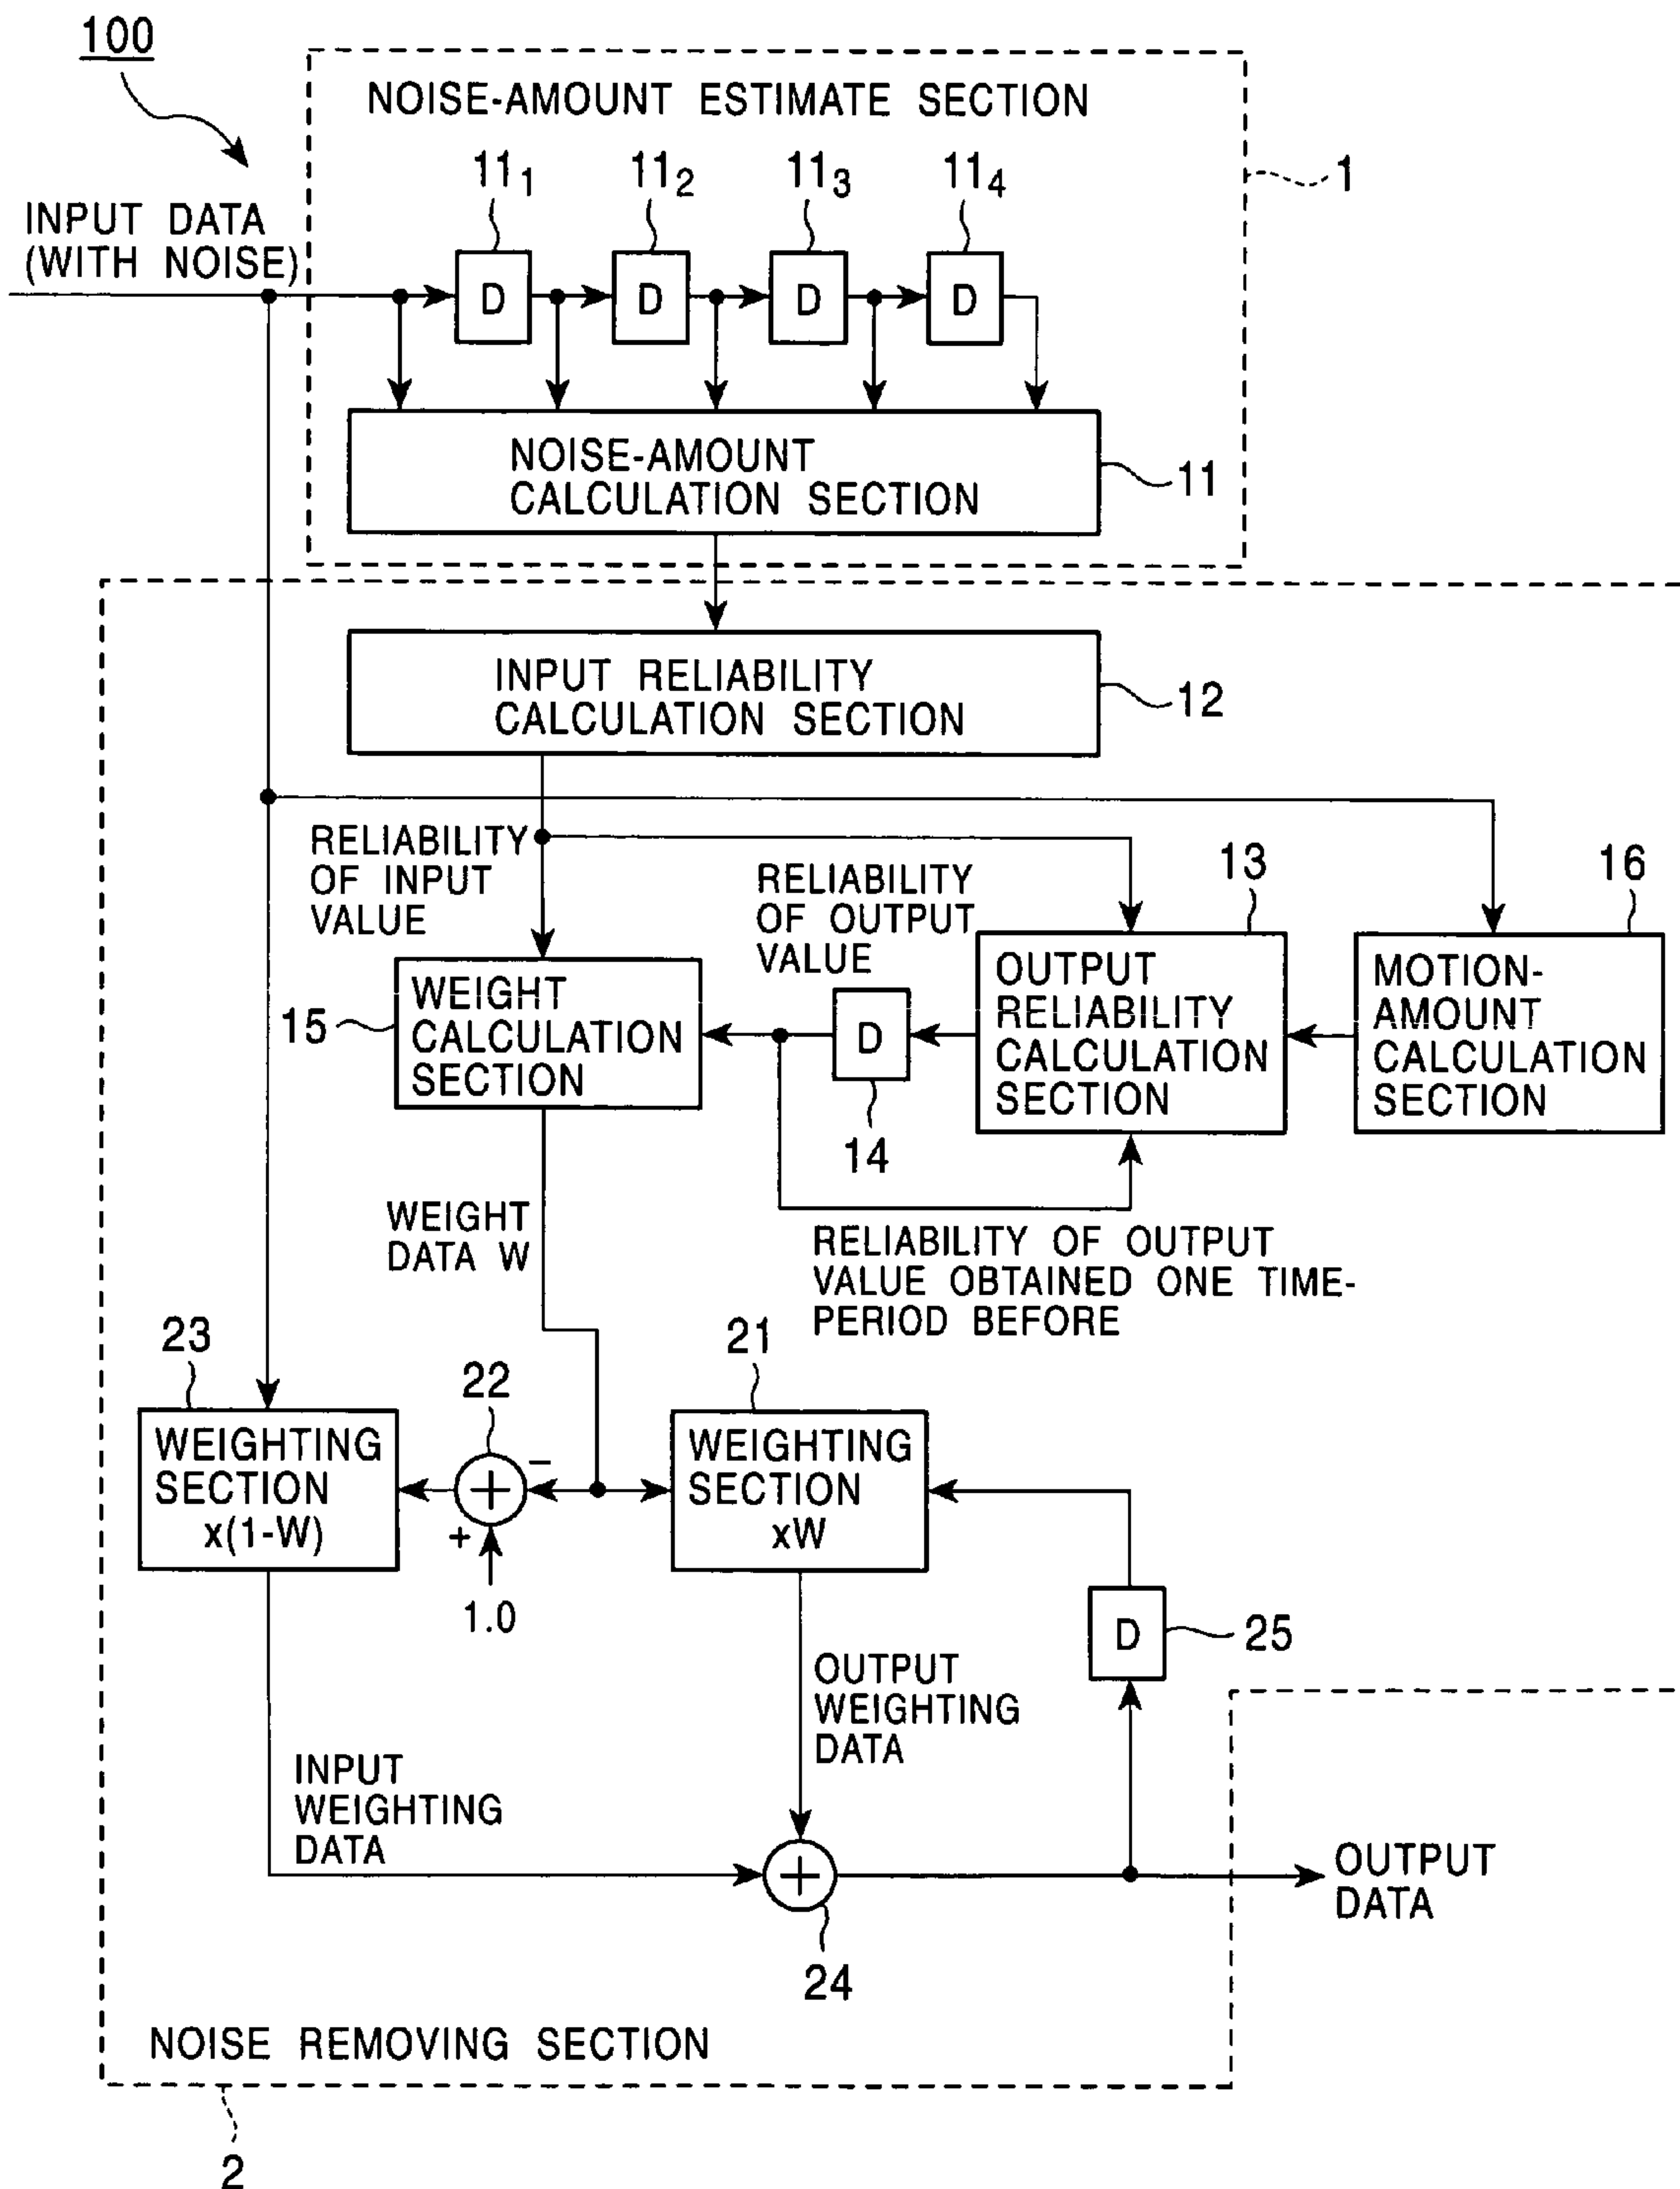 100
NOISE-AMOUNT ESTIMATE SECTION
11₁
11₂
11₃
11₄
1
INPUT DATA
(WITH NOISE)
D
D
D
D
NOISE-AMOUNT
CALCULATION SECTION
11
INPUT RELIABILITY
CALCULATION SECTION
12
RELIABILITY
OF INPUT
VALUE
RELIABILITY
OF OUTPUT
VALUE
13
16
15
WEIGHT
CALCULATION
SECTION
D
14
OUTPUT
RELIABILITY
CALCULATION
SECTION
MOTION-
AMOUNT
CALCULATION
SECTION
WEIGHT
DATA W
RELIABILITY OF OUTPUT
VALUE OBTAINED ONE TIME-
PERIOD BEFORE
23
22
21
WEIGHTING
SECTION
x(1-W)
+
−
+
1.0
WEIGHTING
SECTION
xW
D
25
OUTPUT
WEIGHTING
DATA
INPUT
WEIGHTING
DATA
+
24
OUTPUT
DATA
NOISE REMOVING SECTION
2